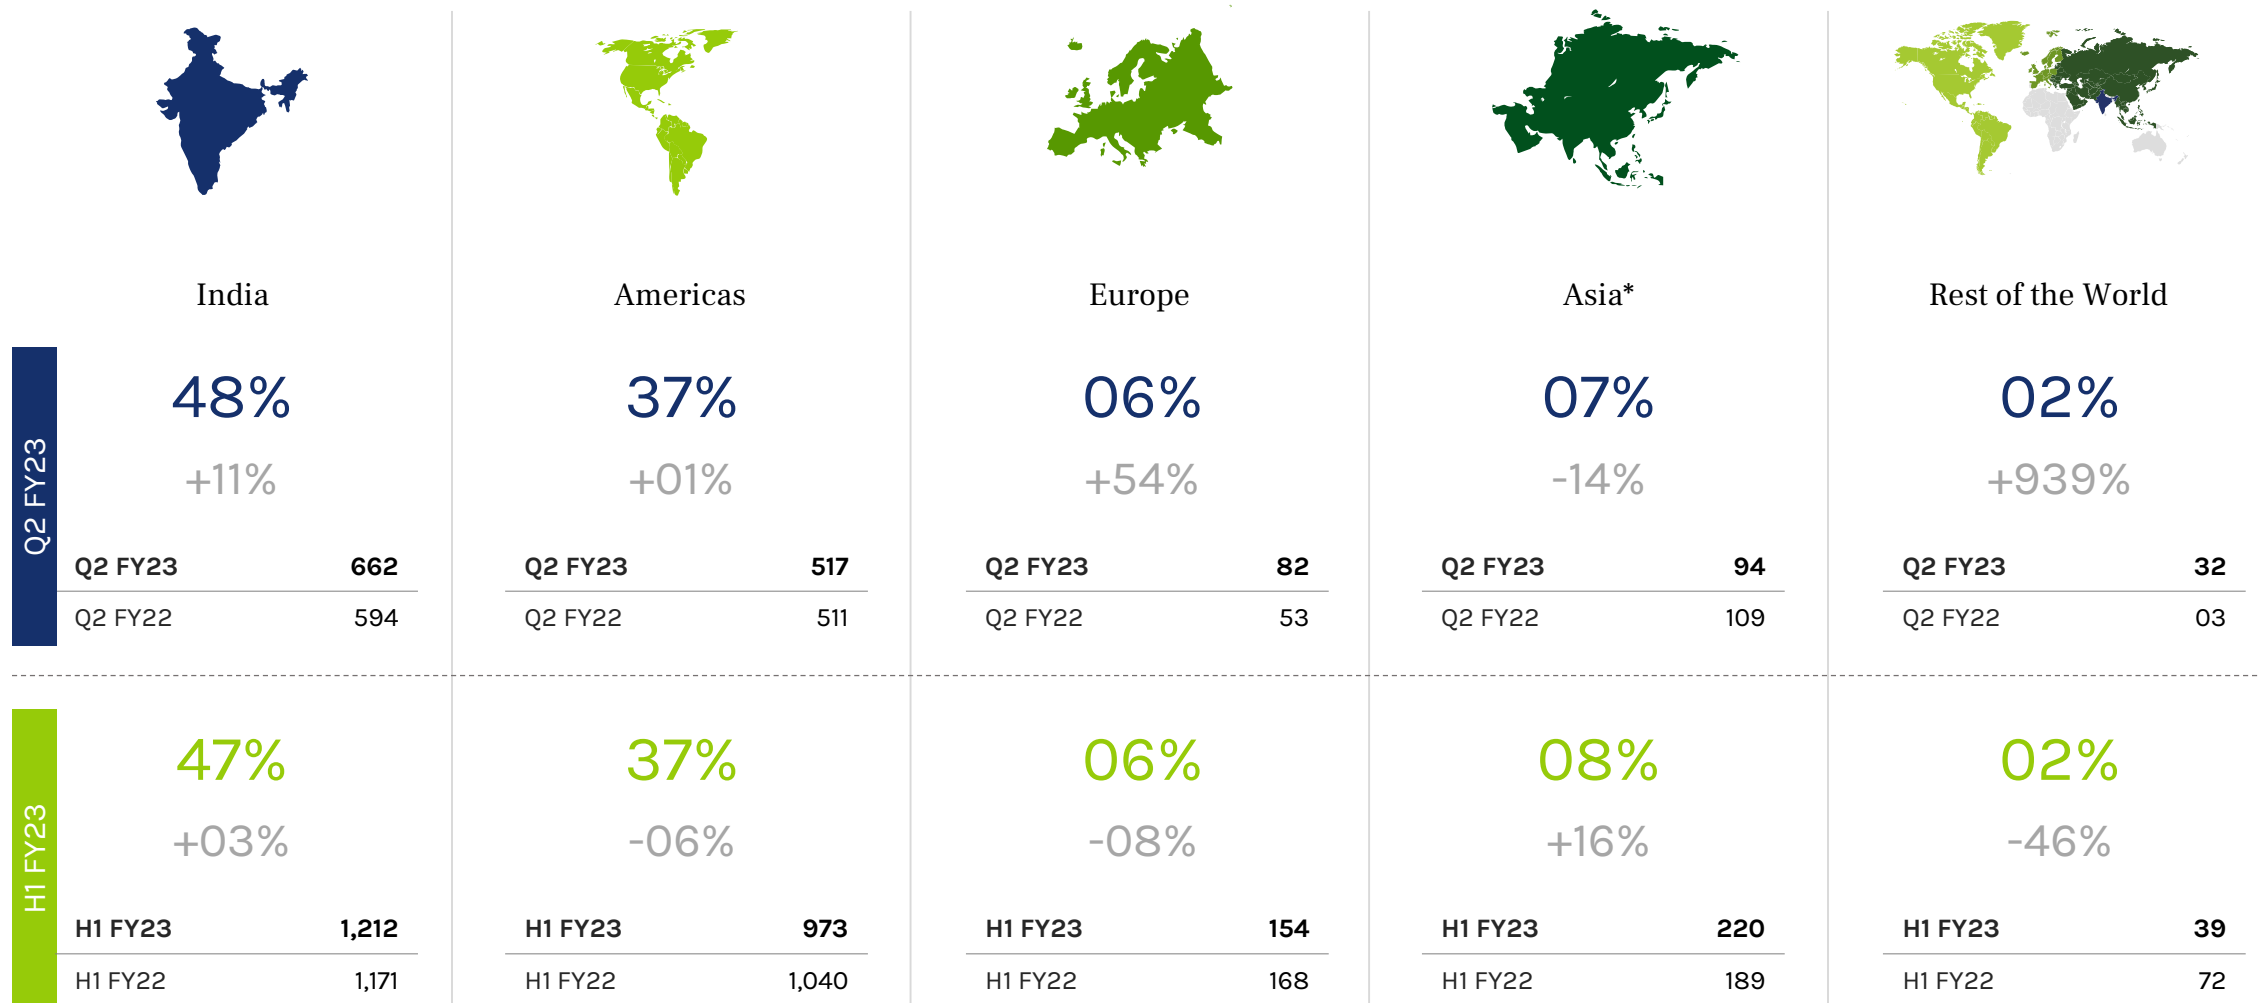 India Americas Europe Asia* Rest of the World
Q2 FY23
48% 37% 06% 07% 02%
+11% +01% +54% -14% +939%
Q2 FY23 662 Q2 FY23 517 Q2 FY23 82 Q2 FY23 94 Q2 FY23 32
Q2 FY22 594 Q2 FY22 511 Q2 FY22 53 Q2 FY22 109 Q2 FY22 03
H1 FY23
47% 37% 06% 08% 02%
+03% -06% -08% +16% -46%
H1 FY23 1,212 H1 FY23 973 H1 FY23 154 H1 FY23 220 H1 FY23 39
H1 FY22 1,171 H1 FY22 1,040 H1 FY22 168 H1 FY22 189 H1 FY22 72